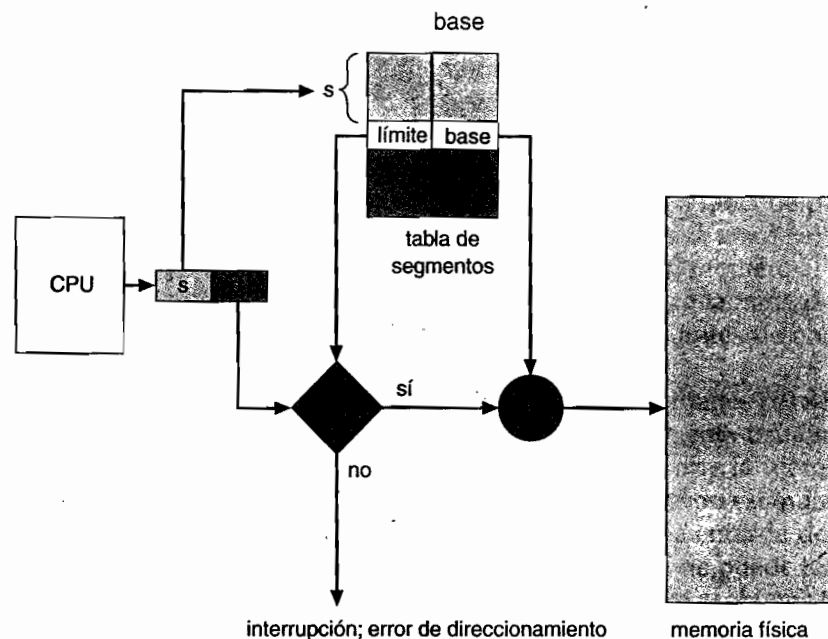 base
s
límite base
tabla de
segmentos
CPU
s
sí
no
interrupción; error de direccionamiento
memoria física